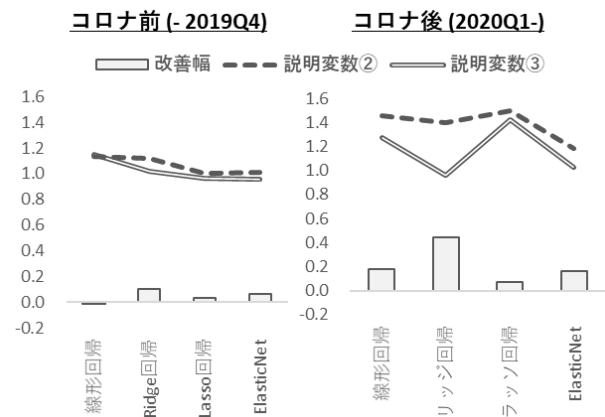 コロナ前 (- 2019Q4)
コロナ後 (2020Q1-)
改善幅 説明変数② 説明変数③
1.6
1.4
1.2
1.0
0.8
0.6
0.4
0.2
0.0
-0.2
線形回帰
Ridge回帰
Lasso回帰
ElasticNet
1.6
1.4
1.2
1.0
0.8
0.6
0.4
0.2
0.0
-0.2
線形回帰
リッジ回帰
ラッソ回帰
ElasticNet